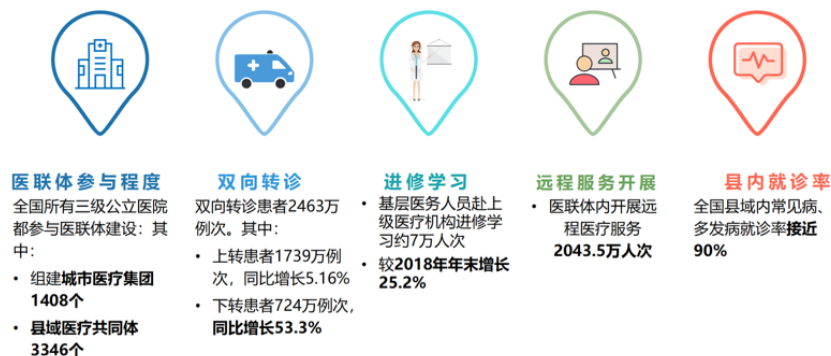 医联体参与程度
全国所有三级公立医院
都参与医联体建设：其
中：
• 组建城市医疗集团
1408个
• 县域医疗共同体
3346个
双向转诊
双向转诊患者2463万
例次。其中：
• 上转患者1739万例
次，同比增长5.16%
• 下转患者724万例次，
同比增长53.3%
进修学习
• 基层医务人员赴上
级医疗机构进修学
习约7万人次
• 较2018年年末增长
25.2%
远程服务开展
• 医联体内开展远
程医疗服务
2043.5万人次
县内就诊率
全国县域内常见病、
多发病就诊率接近
90%